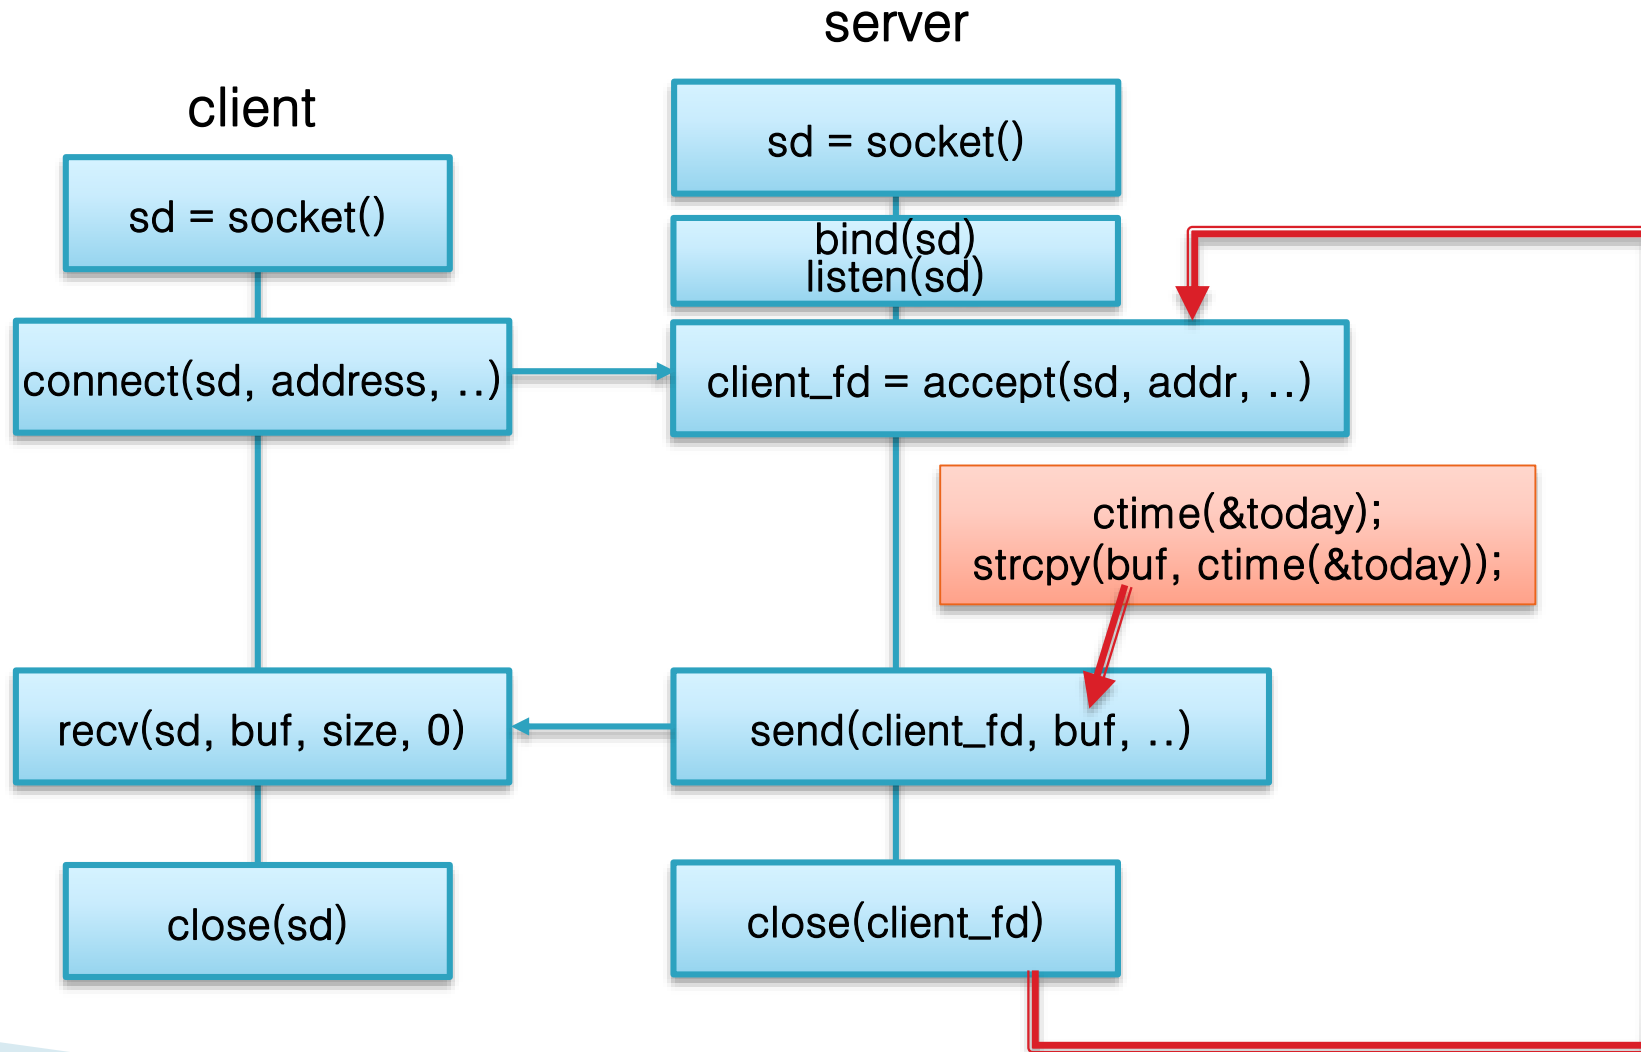 server
client
sd = socket()
sd = socket()
bind(sd)
listen(sd)
connect(sd, address, ..)
client_fd = accept(sd, addr, ..)
ctime(&today);
strcpy(buf, ctime(&today));
recv(sd, buf, size, 0)
send(client_fd, buf, ..)
close(sd)
close(client_fd)